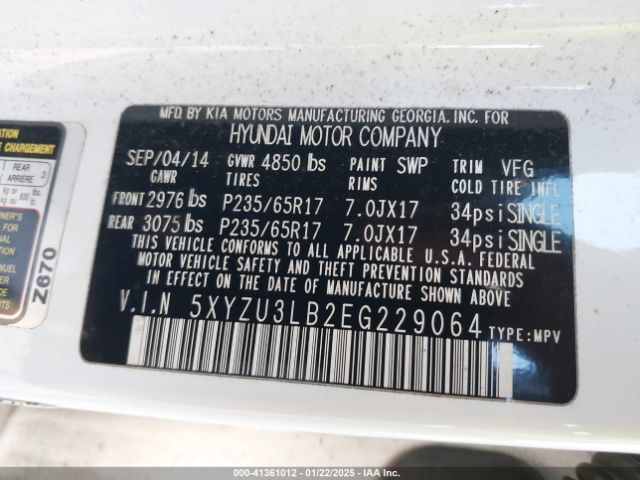 MFD. BY KIA MOTORS MANUFACTURING GEORGIA, INC. FOR
HYUNDAI MOTOR COMPANY
SEP/04/14 GVWR 4850 lbs PAINT SWP TRIM VFG
GAWR TIRES RIMS COLD TIRE INFL
FRONT 2976 lbs P235/65R17 7.0JX17 34psi SINGLE
REAR 3075 lbs P235/65R17 7.0JX17 34psi SINGLE
THIS VEHICLE CONFORMS TO ALL APPLICABLE U.S.A. FEDERAL
MOTOR VEHICLE SAFETY AND THEFT PREVENTION STANDARDS
IN EFFECT ON THE DATE OF MANUFACTURE SHOWN ABOVE.
V.I.N 5XYZU3LB2EG229064 TYPE: MPV
CHARGEMENT
REAR 3
ARRIÈRE
Z670
000-41361012 - 01/22/2025 - IAA Inc.